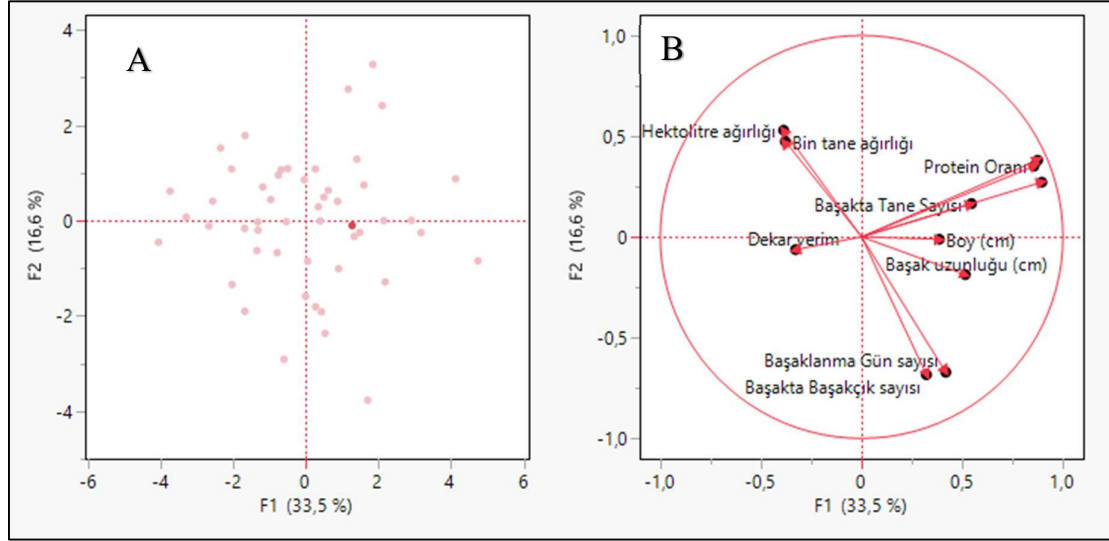 A
4
2
0
-2
-4
-6
-4
-2
0
2
4
6
F2 (16,6 %)
F1 (33,5 %)
B
1,0
0,5
0
-0,5
-1,0
-1,0
-0,5
0,0
0,5
1,0
F2 (16,6 %)
F1 (33,5 %)
Hektolitre ağırlığı
Bin tane ağırlığı
Protein Oranı
Başakta Tane Sayısı
Dekar verim
Boy (cm)
Başak uzunluğu (cm)
Başaklanma Gün sayısı
Başakta Başakçık sayısı